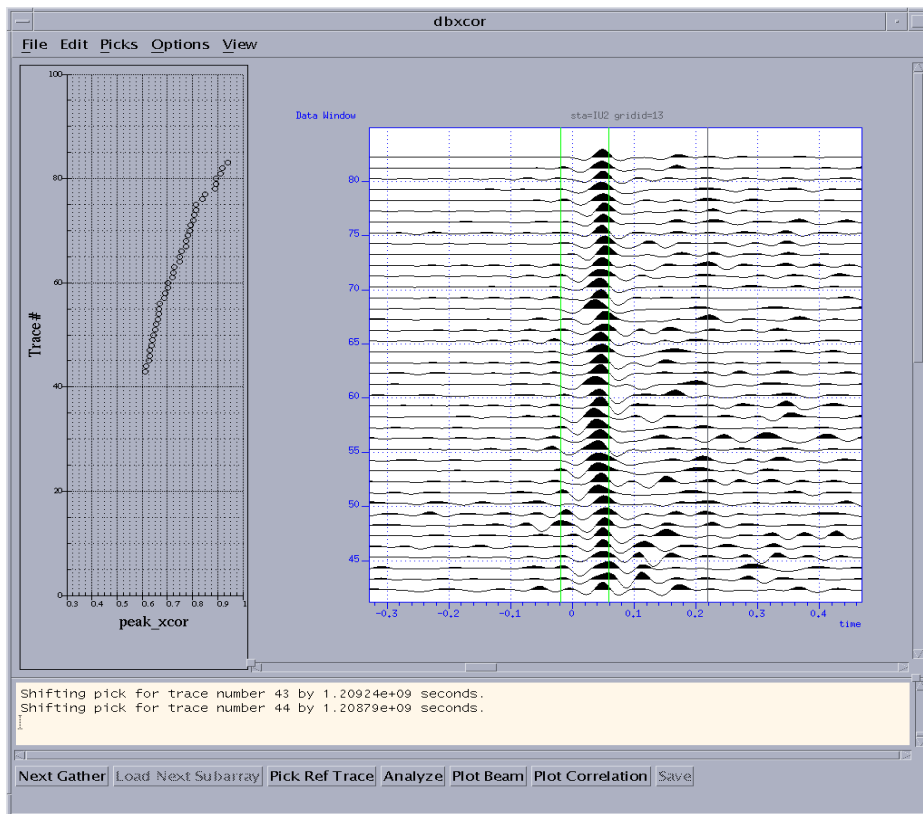 dbxcor
File Edit Picks Options View
100
80
60
40
20
0
0.3 0.4 0.5 0.6 0.7 0.8 0.9 1
Trace #
peak_xcor
Data Window
sta=IU2 gridid=13
80
75
70
65
60
55
50
45
-0.3 -0.2 -0.1 0 0.1 0.2 0.3 0.4
time
Shifting pick for trace number 43 by 1.20924e+09 seconds.
Shifting pick for trace number 44 by 1.20879e+09 seconds.
Next Gather Load Next Subarray Pick Ref Trace Analyze Plot Beam Plot Correlation Save